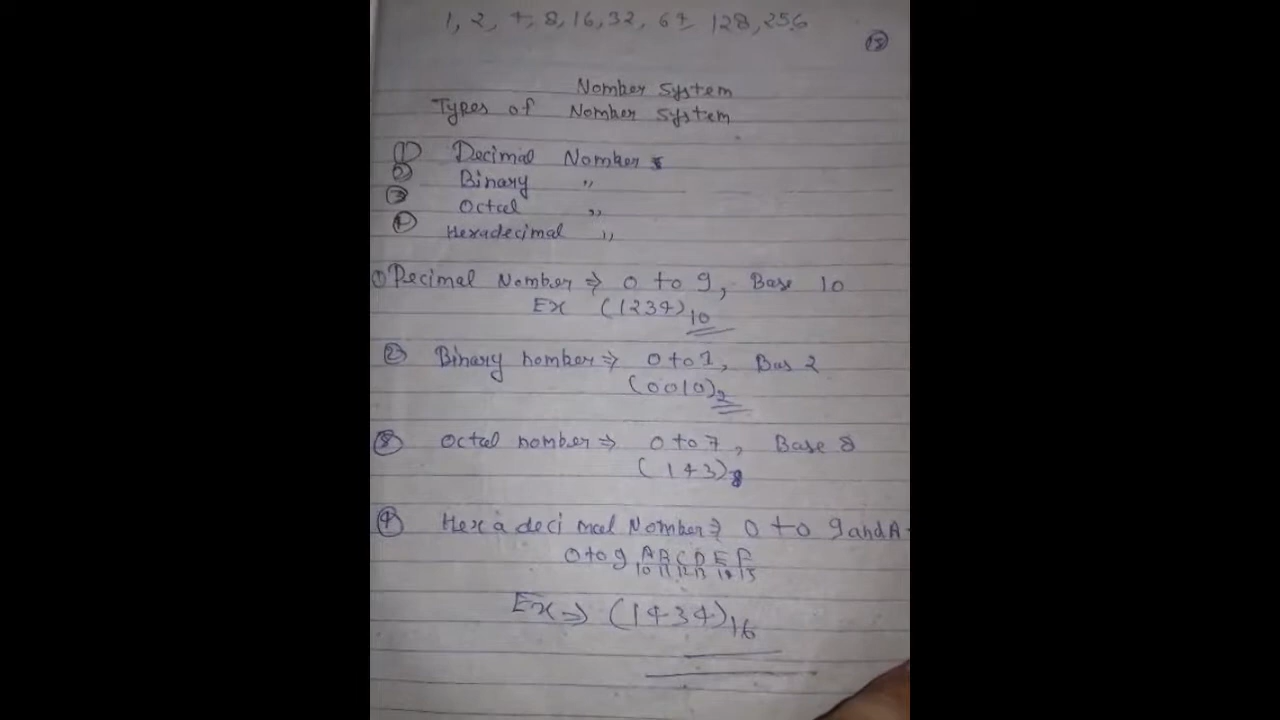 1, 2, 4, 8, 16, 32, 64 128, 256
Nomber System
Types of Nomber System
① Decimal Nomber s
② Binary ,,
③ Octal ,,
④ Hexadecimal ,,
① Decimal Nomber ⇒ 0 to 9, Base 10
Ex (1234)10
② Binary nomber ⇒ 0 to 1, Bas 2
(0010)2
③ Octal nomber ⇒ 0 to 7, Base 8
(143)8
④ Hexadecimal Nomber ⇒ 0 to 9 and A
0 to 9 A B C D E F
10 11 12 13 14 15
Ex ⇒ (1434)16